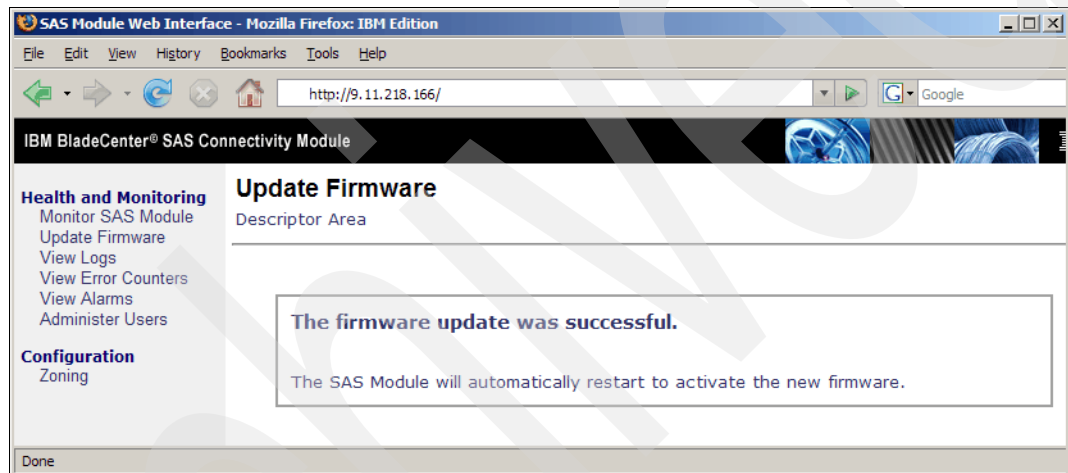 SAS Module Web Interface - Mozilla Firefox: IBM Edition
File Edit View History Bookmarks Tools Help
http://9.11.218.166/
G Google
IBM BladeCenter® SAS Connectivity Module
Health and Monitoring
Monitor SAS Module
Update Firmware
View Logs
View Error Counters
View Alarms
Administer Users
Configuration
Zoning
Update Firmware
Descriptor Area
The firmware update was successful.
The SAS Module will automatically restart to activate the new firmware.
Done